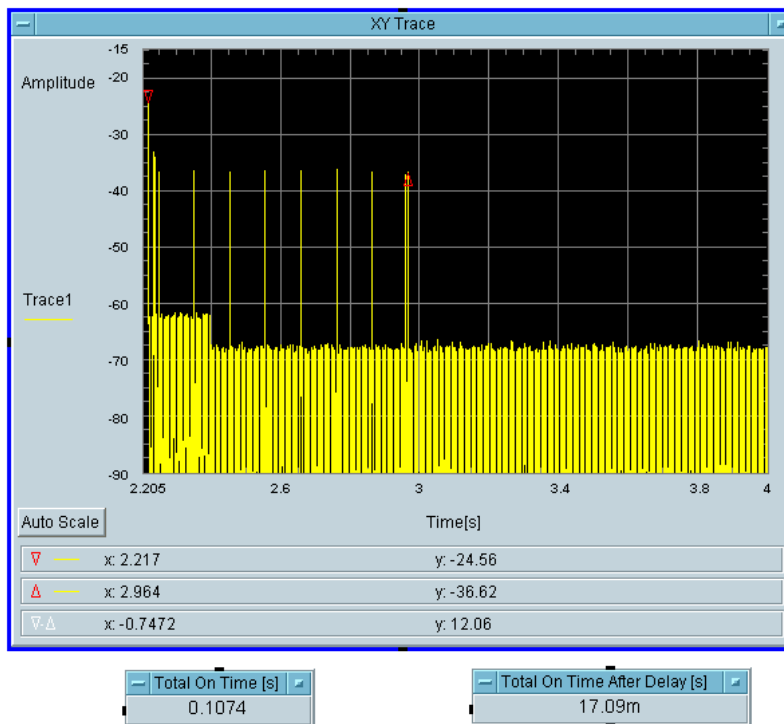 XY Trace
Amplitude
-15
-20
-30
-40
-50
Trace1
-60
-70
-80
-90
2.205 2.6 3 3.4 3.8 4
Auto Scale
Time[s]
x: 2.217 y: -24.56
x: 2.964 y: -36.62
x: -0.7472 y: 12.06
Total On Time [s]
0.1074
Total On Time After Delay [s]
17.09m